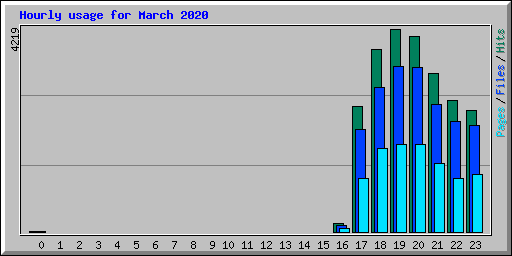 Hourly usage for March 2020
4219
Pages/Files/Hits
0 1 2 3 4 5 6 7 8 9 10 11 12 13 14 15 16 17 18 19 20 21 22 23